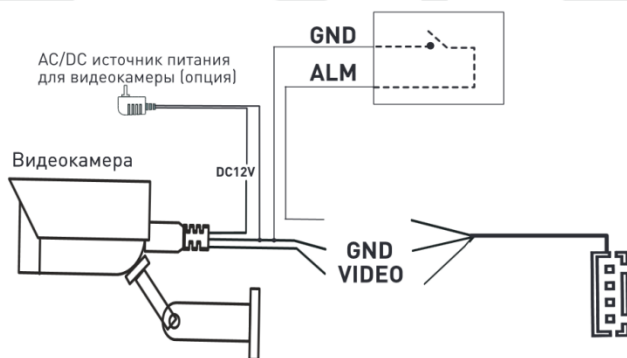 GND
AC/DC источник питания
для видеокамеры (опция)
ALM
Видеокамера
DC12V
GND
VIDEO